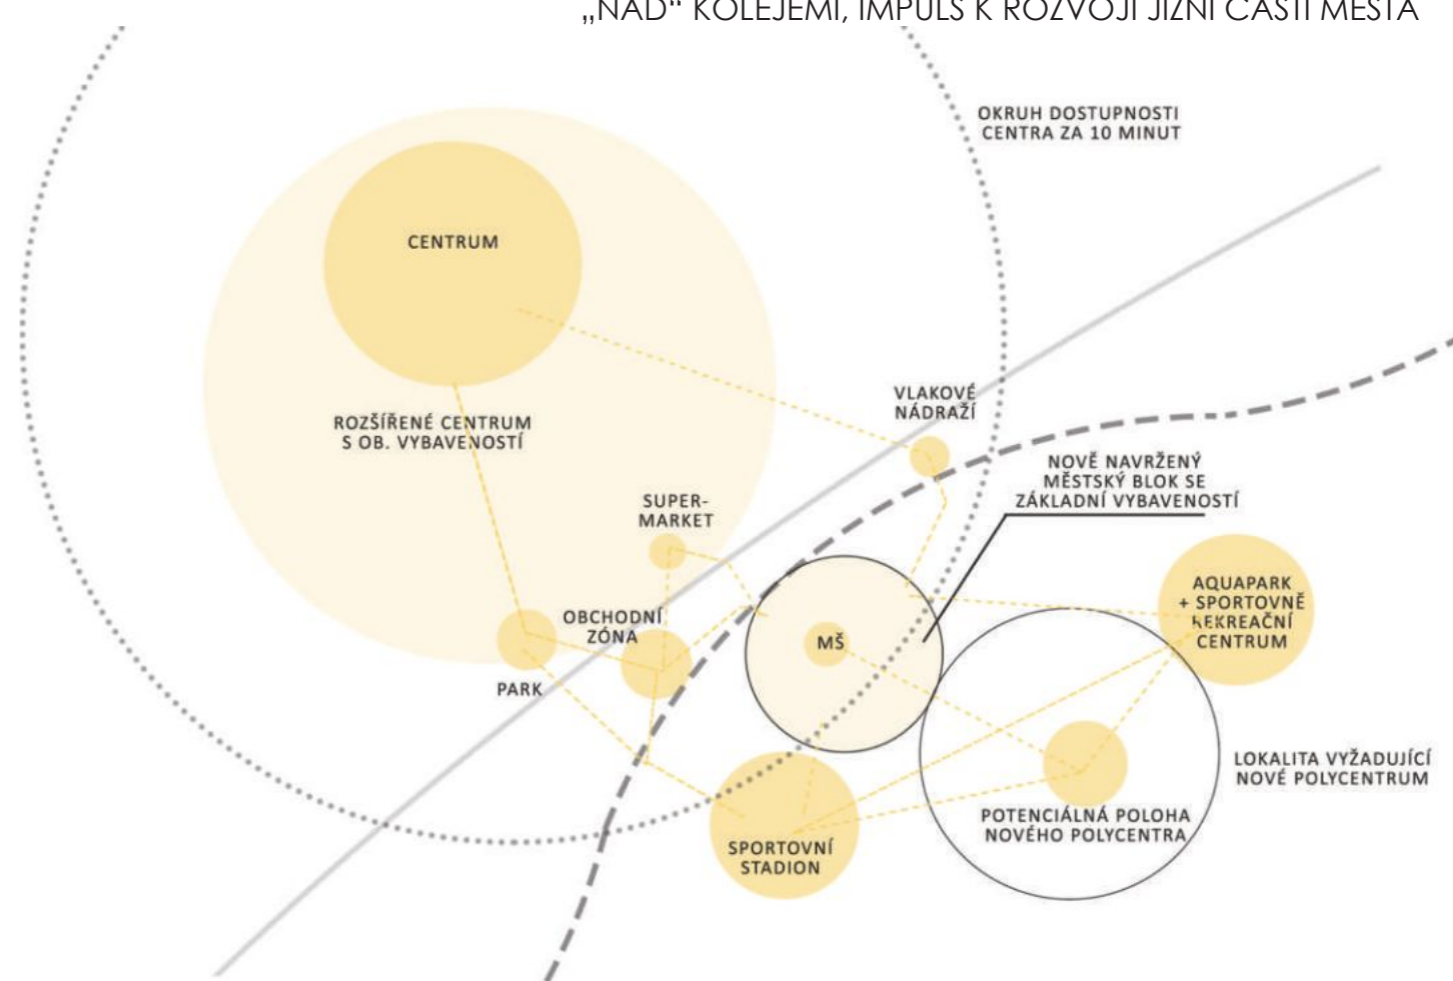 „NAD“ KOLEJEMI, IMPULS K ROZVOJI JIŽNÍ ČÁSTI MĚSTA
OKRUH DOSTUPNOSTI
CENTRA ZA 10 MINUT
CENTRUM
ROZŠÍŘENÉ CENTRUM
S OB. VYBAVENOSTÍ
VLAKOVÉ
NÁDRAŽÍ
NOVĚ NAVRŽENÝ
MĚSTSKÝ BLOK SE
ZÁKLADNÍ VYBAVENOSTÍ
SUPER-
MARKET
AQUAPARK
+ SPORTOVNĚ
REKREAČNÍ
CENTRUM
OBCHODNÍ
ZÓNA
MŠ
PARK
LOKALITA VYŽADUJÍCÍ
NOVÉ POLYCENTRUM
POTENCIÁLNÁ POLOHA
NOVÉHO POLYCENTRA
SPORTOVNÍ
STADION